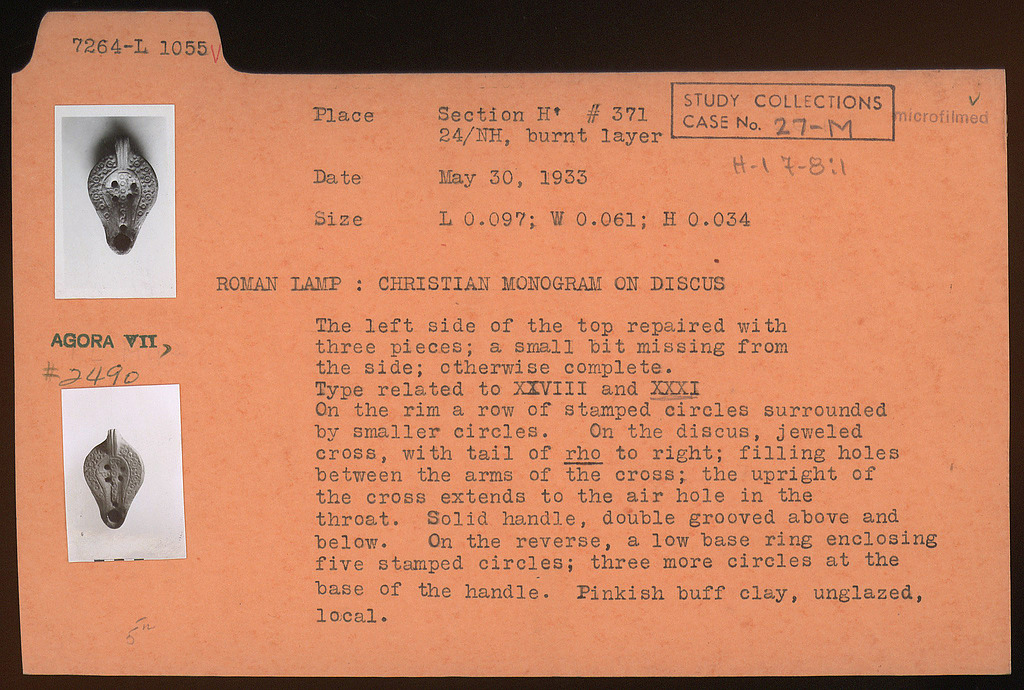 7264-L 1055 v
Place Section H' # 371
24/NH, burnt layer
STUDY COLLECTIONS
CASE No. 27-M
microfilmed
H-17-8:1
Date May 30, 1933
Size L 0.097; W 0.061; H 0.034
ROMAN LAMP : CHRISTIAN MONOGRAM ON DISCUS
AGORA VII,
#2490
The left side of the top repaired with
three pieces; a small bit missing from
the side; otherwise complete.
Type related to XXVIII and XXXI
On the rim a row of stamped circles surrounded
by smaller circles. On the discus, jeweled
cross, with tail of rho to right; filling holes
between the arms of the cross; the upright of
the cross extends to the air hole in the
throat. Solid handle, double grooved above and
below. On the reverse, a low base ring enclosing
five stamped circles; three more circles at the
base of the handle. Pinkish buff clay, unglazed,
local.